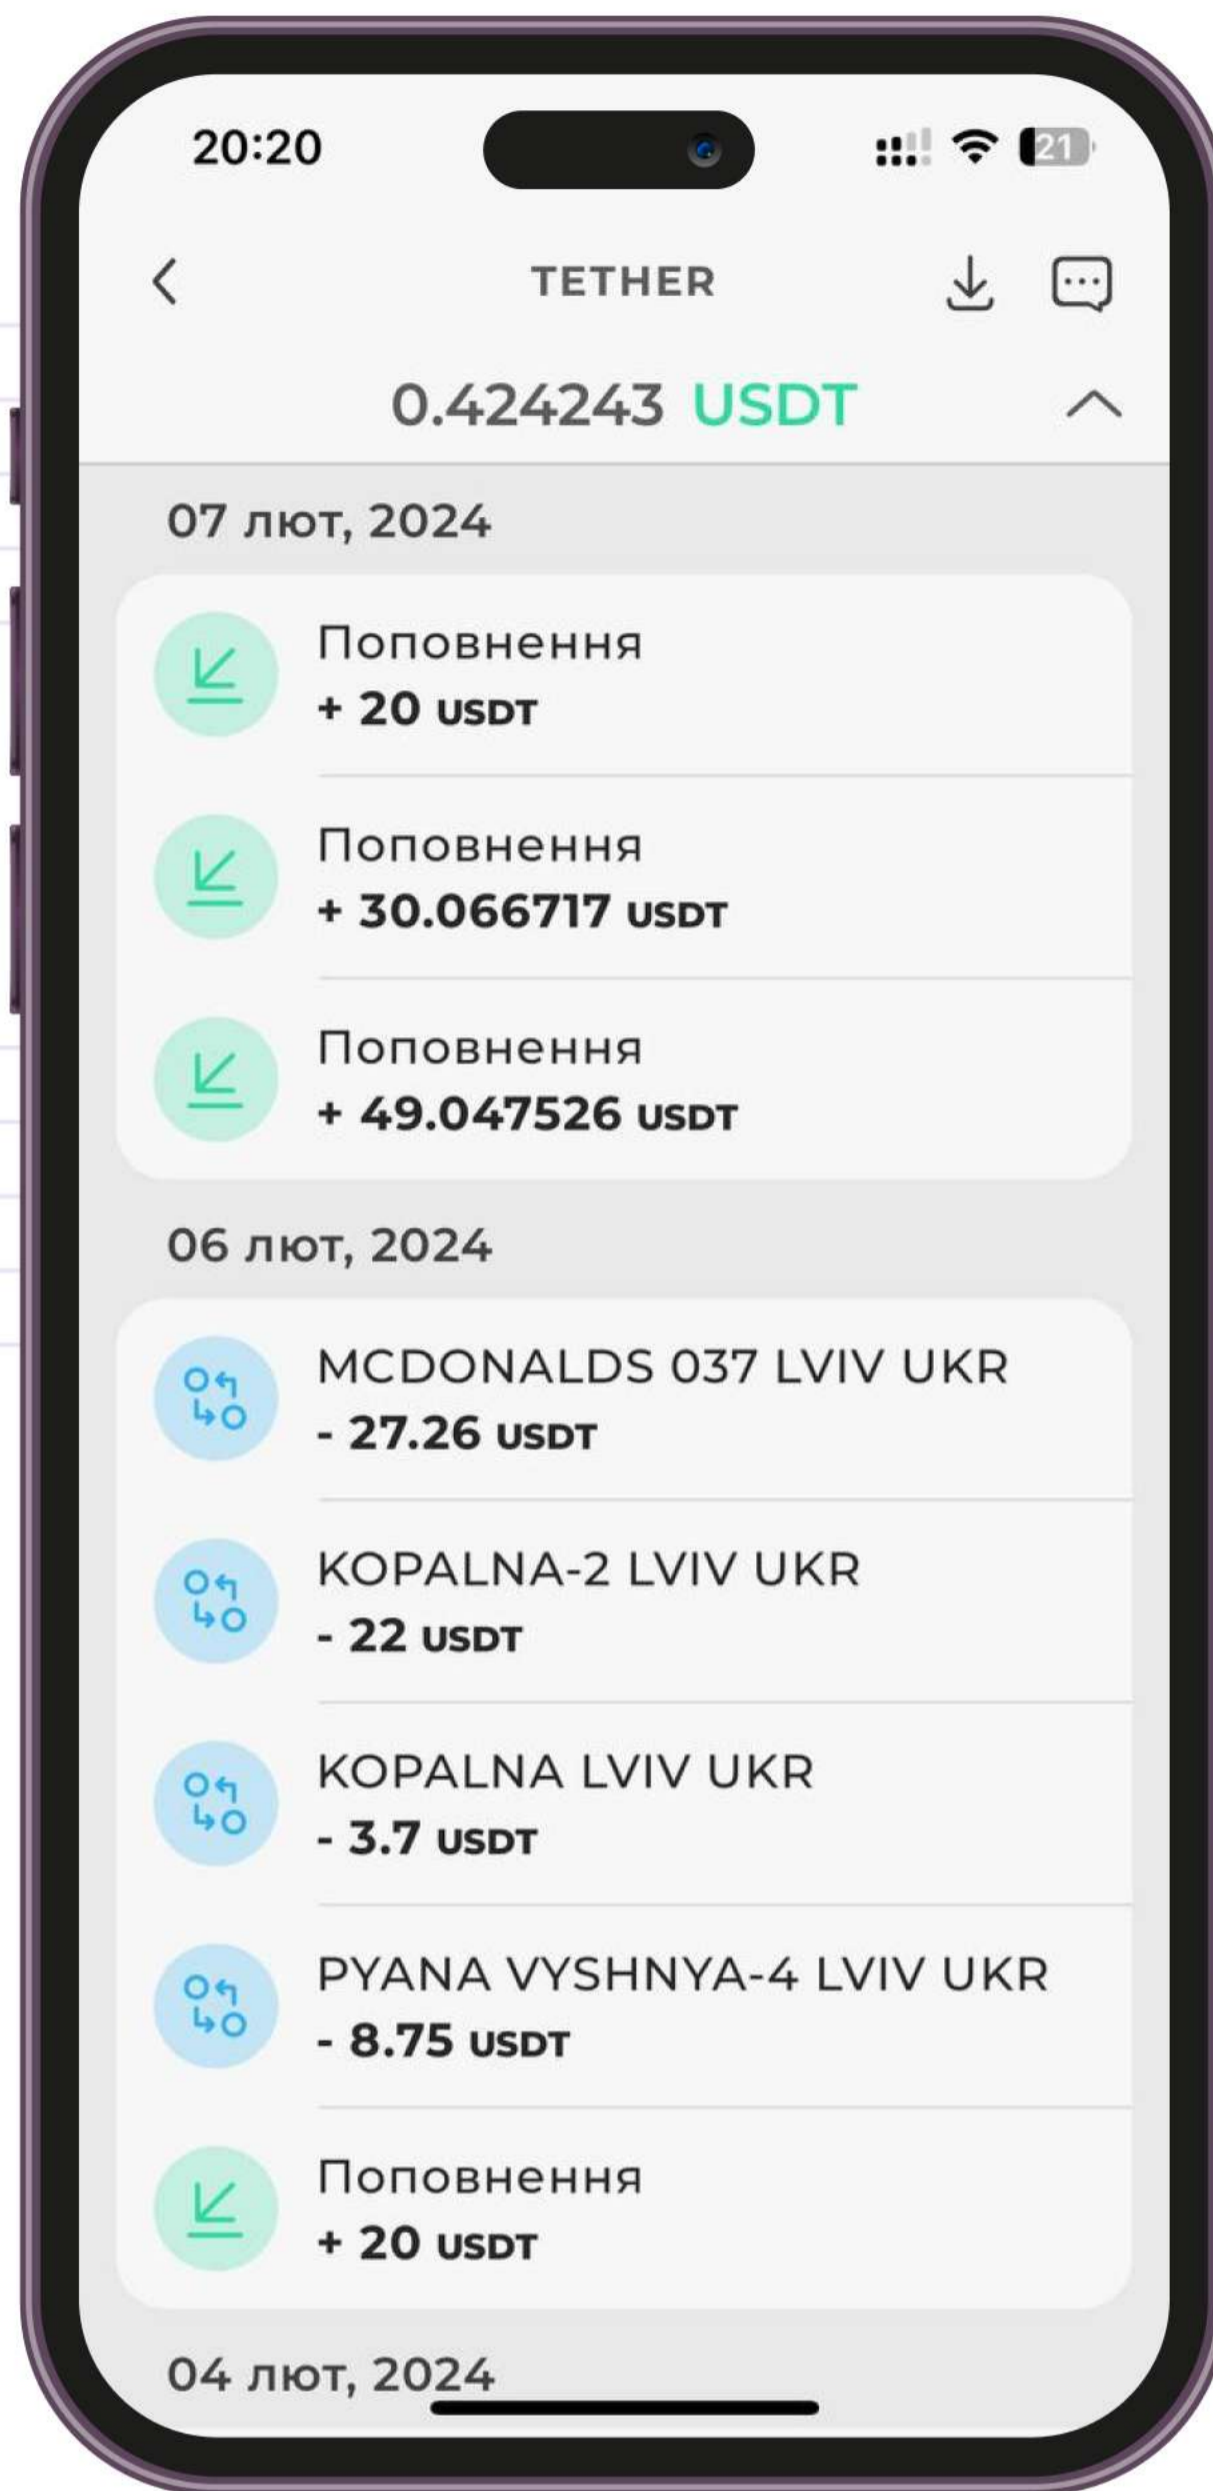 20:20
21
TETHER
0.424243 USDT
07 лют, 2024
Поповнення
+ 20 USDT
Поповнення
+ 30.066717 USDT
Поповнення
+ 49.047526 USDT
06 лют, 2024
MCDONALDS 037 LVIV UKR
- 27.26 USDT
KOPALNA-2 LVIV UKR
- 22 USDT
KOPALNA LVIV UKR
- 3.7 USDT
PYANA VYSHNYA-4 LVIV UKR
- 8.75 USDT
Поповнення
+ 20 USDT
04 лют, 2024